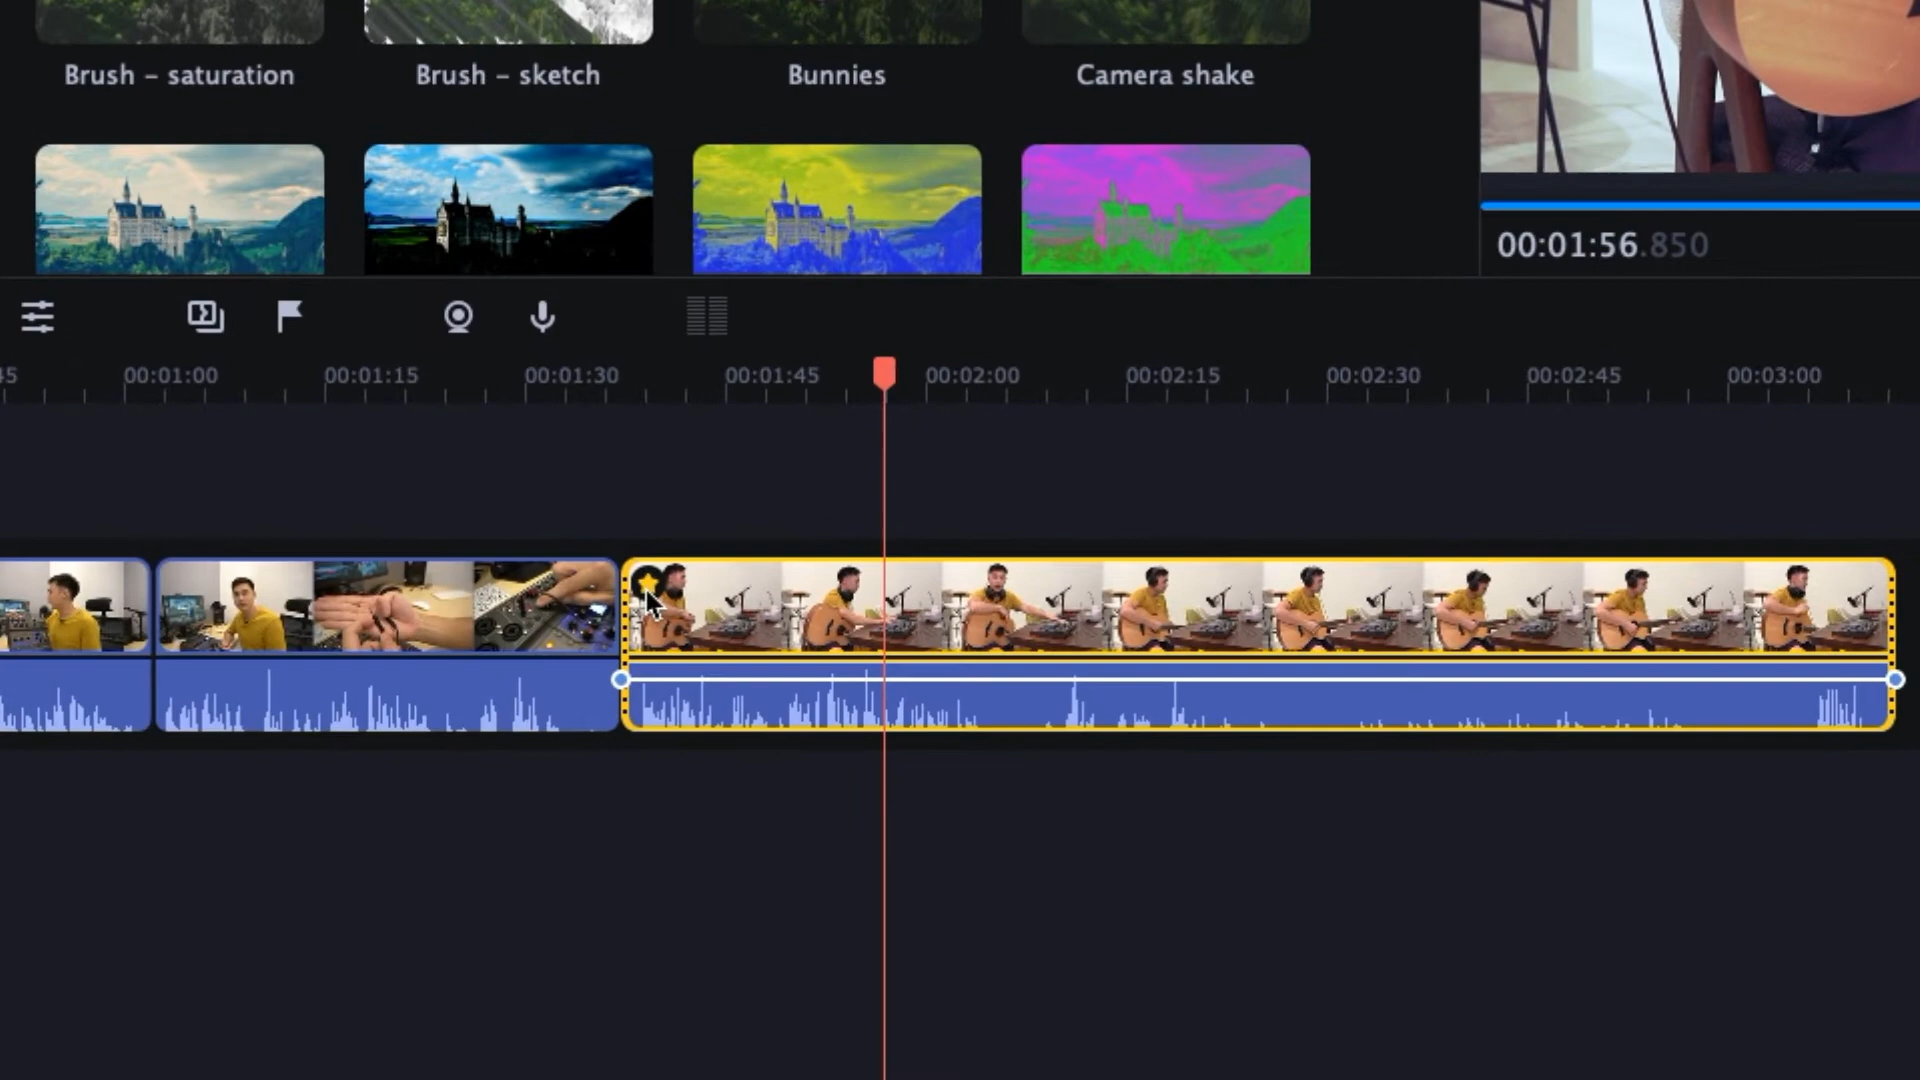 Brush – saturation
Brush – sketch
Bunnies
Camera shake
00:01:56.850
45
00:01:00
00:01:15
00:01:30
00:01:45
00:02:00
00:02:15
00:02:30
00:02:45
00:03:00